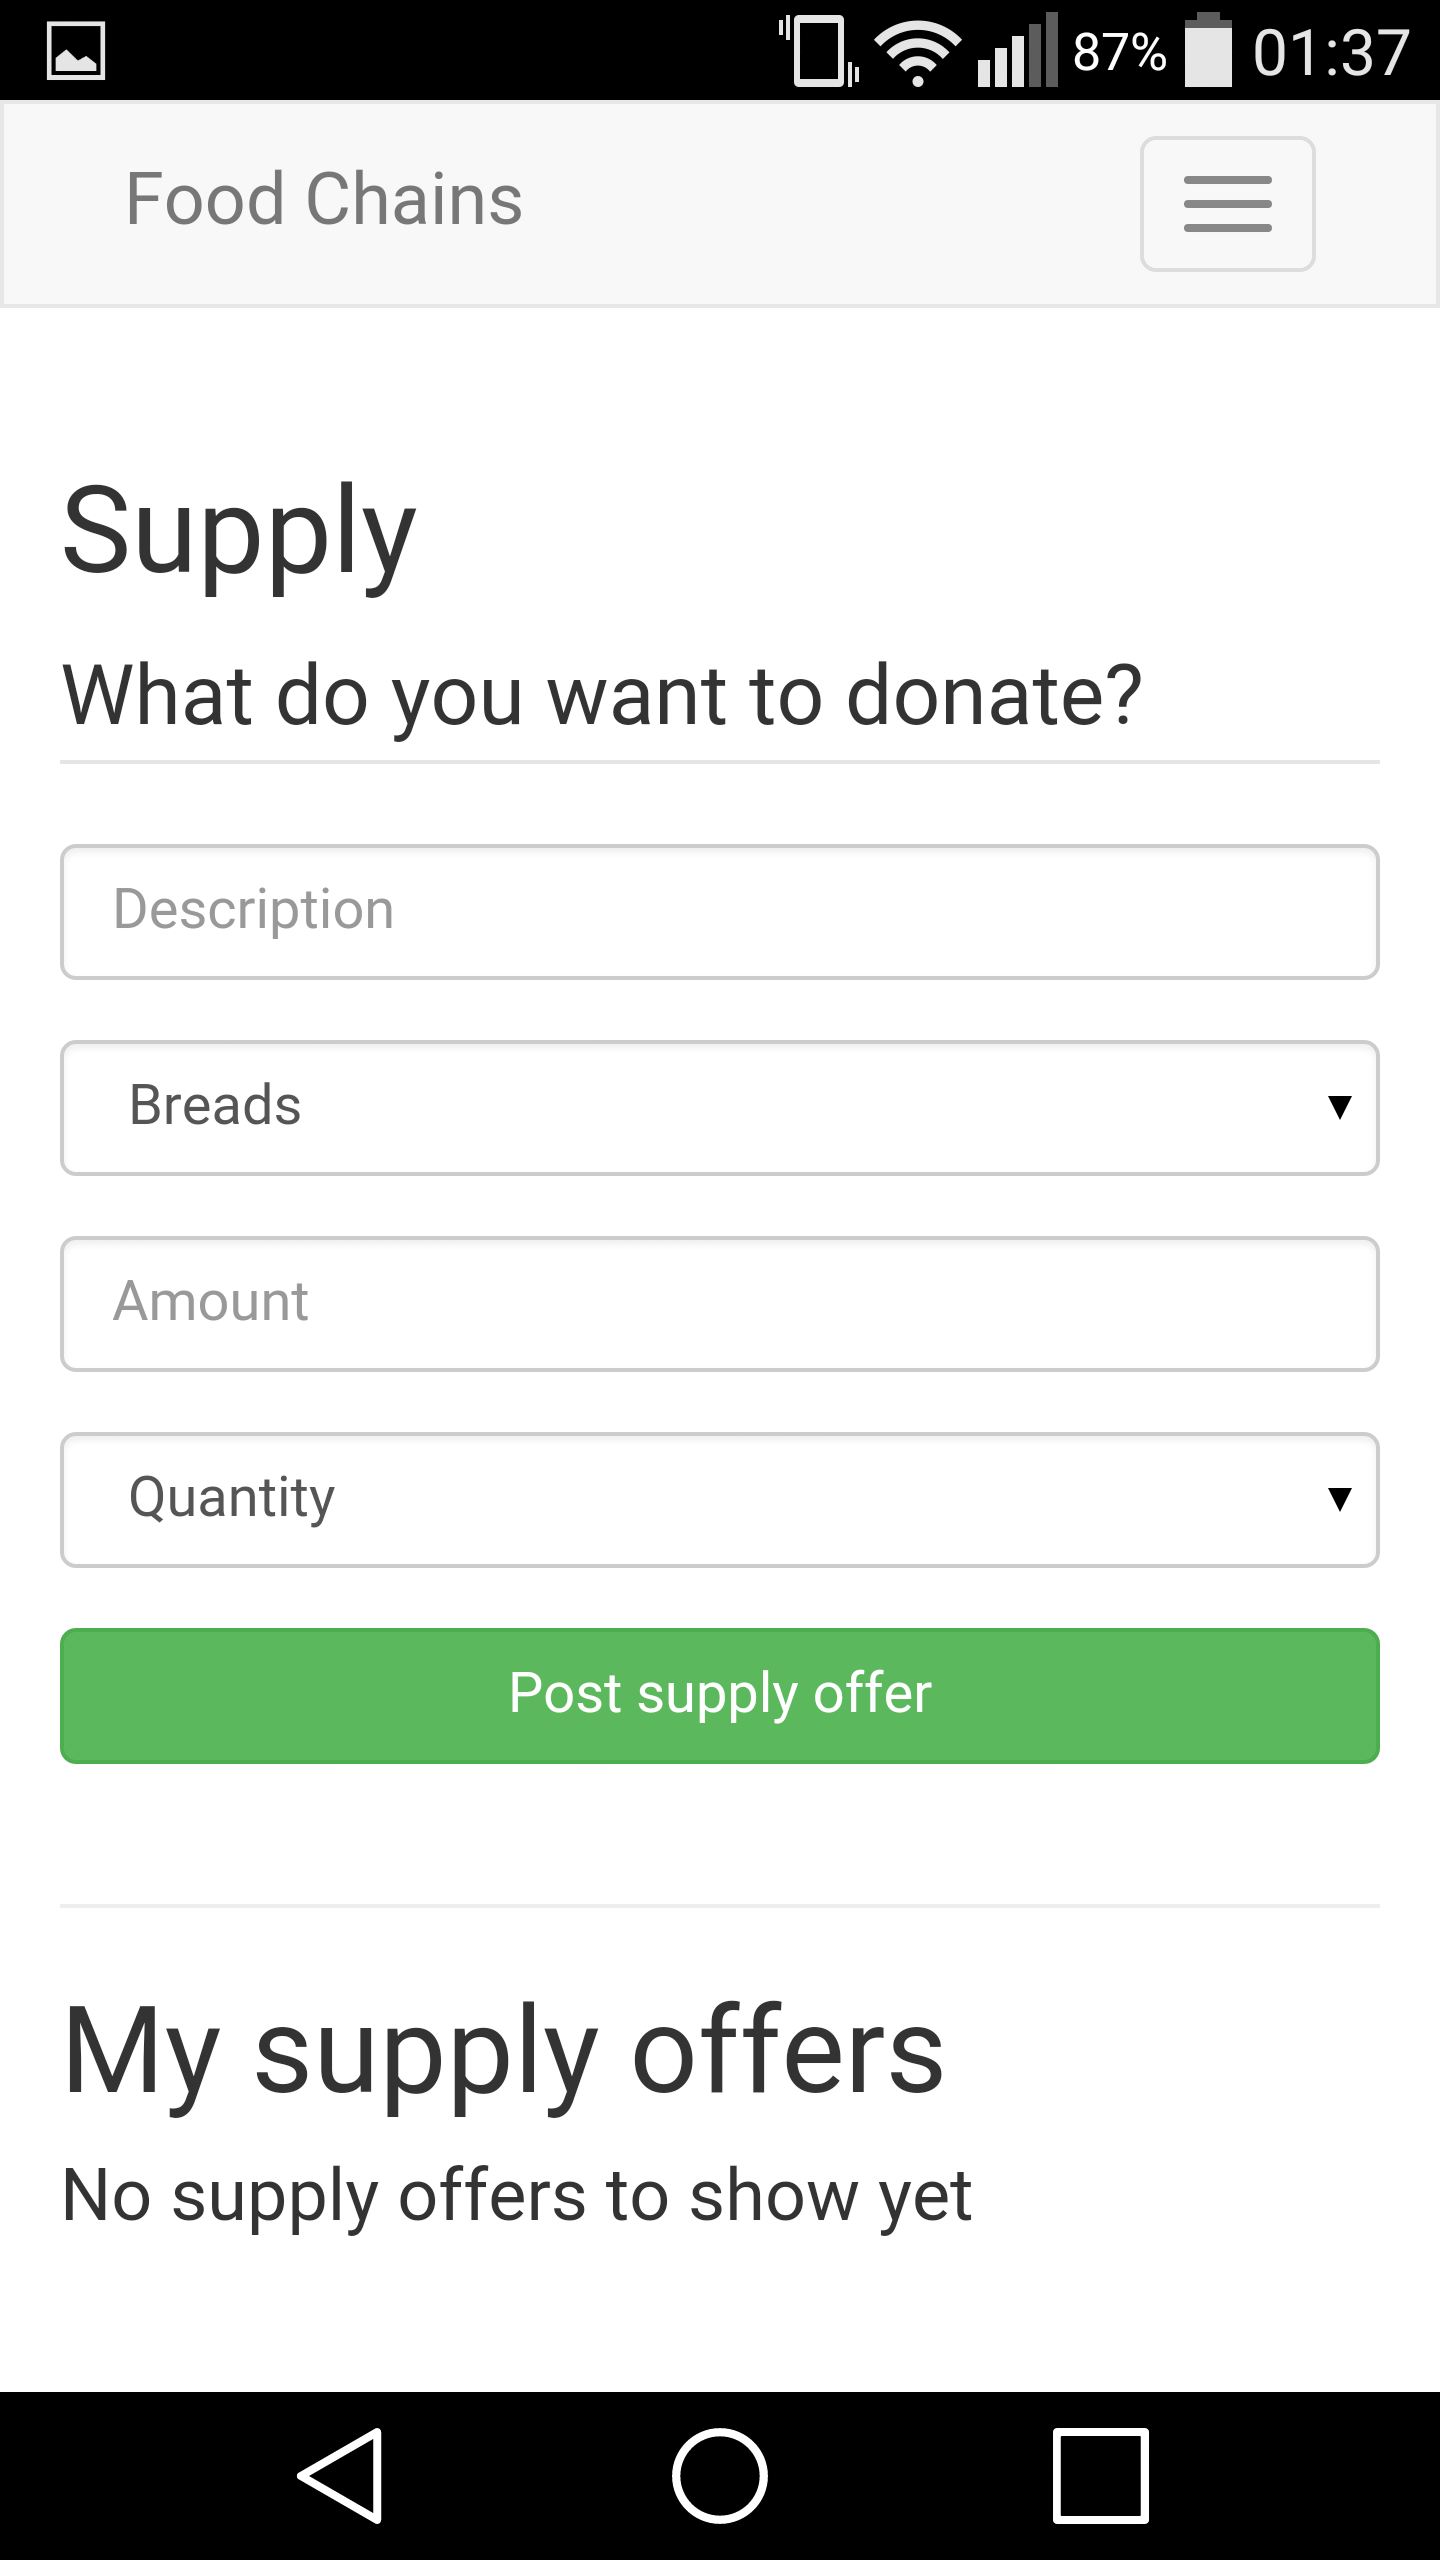 87% 01:37
Food Chains
Supply
What do you want to donate?
Description
Breads
Amount
Quantity
Post supply offer
My supply offers
No supply offers to show yet